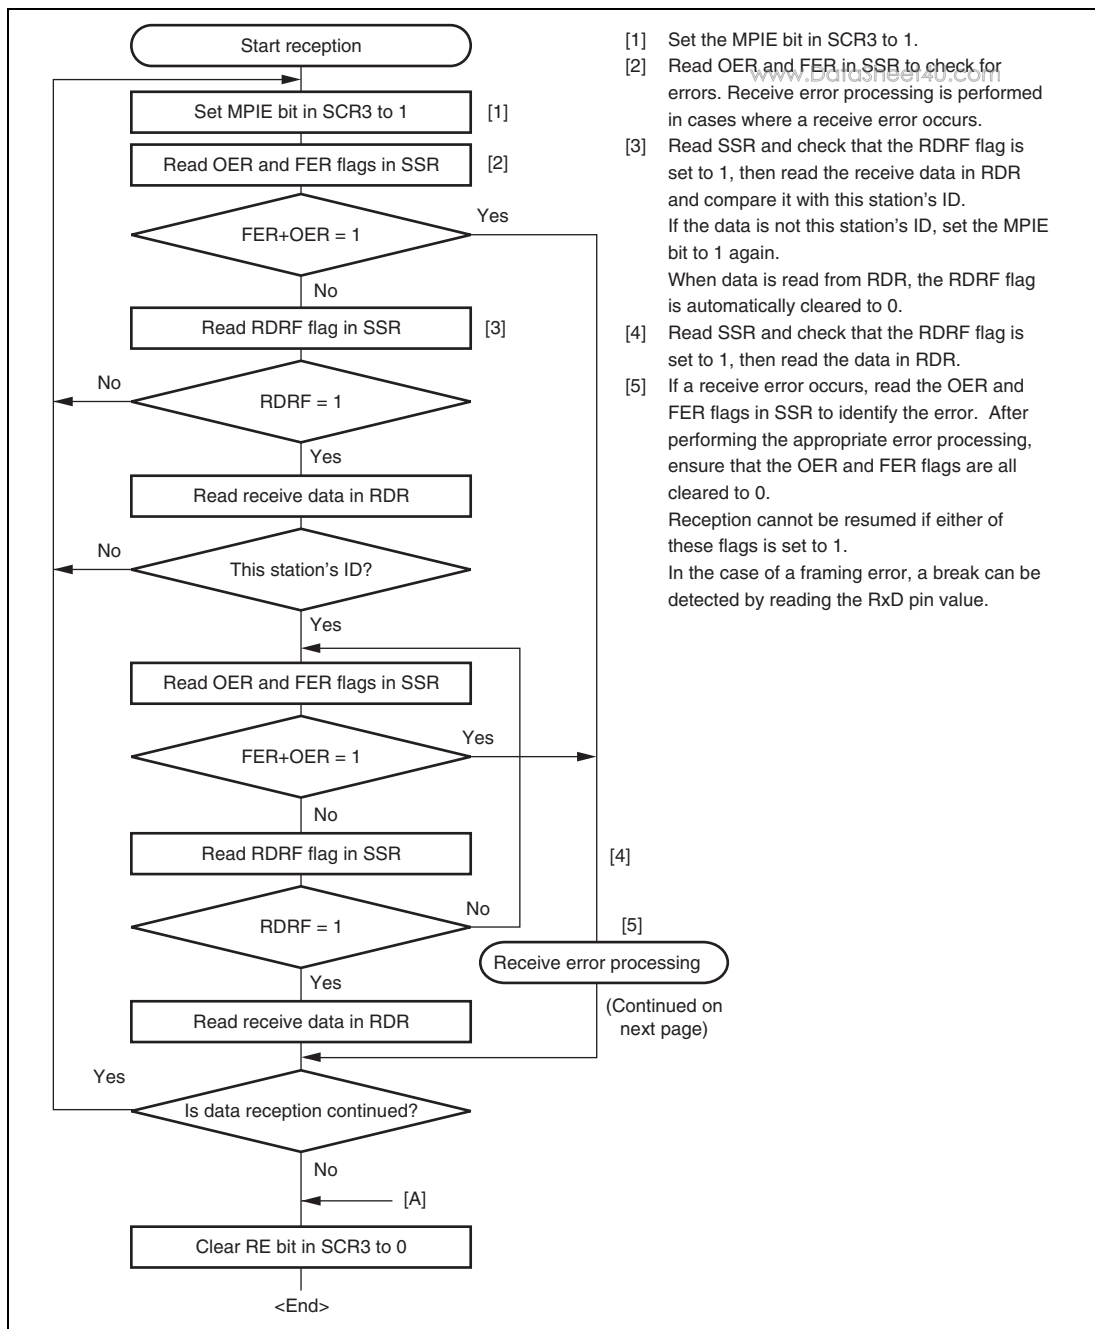 Start reception
Set MPIE bit in SCR3 to 1
[1]
Read OER and FER flags in SSR
[2]
Yes
FER+OER = 1
No
Read RDRF flag in SSR
[3]
No
RDRF = 1
Yes
Read receive data in RDR
No
This station's ID?
Yes
Read OER and FER flags in SSR
Yes
FER+OER = 1
No
Read RDRF flag in SSR
[4]
No
RDRF = 1
[5]
Receive error processing
Yes
(Continued on
next page)
Read receive data in RDR
Yes
Is data reception continued?
No
[A]
Clear RE bit in SCR3 to 0
<End>
[1] Set the MPIE bit in SCR3 to 1.
[2] Read OER and FER in SSR to check for
www.DataSheet4U.com
errors. Receive error processing is performed
in cases where a receive error occurs.
[3] Read SSR and check that the RDRF flag is
set to 1, then read the receive data in RDR
and compare it with this station's ID.
If the data is not this station's ID, set the MPIE
bit to 1 again.
When data is read from RDR, the RDRF flag
is automatically cleared to 0.
[4] Read SSR and check that the RDRF flag is
set to 1, then read the data in RDR.
[5] If a receive error occurs, read the OER and
FER flags in SSR to identify the error. After
performing the appropriate error processing,
ensure that the OER and FER flags are all
cleared to 0.
Reception cannot be resumed if either of
these flags is set to 1.
In the case of a framing error, a break can be
detected by reading the RxD pin value.